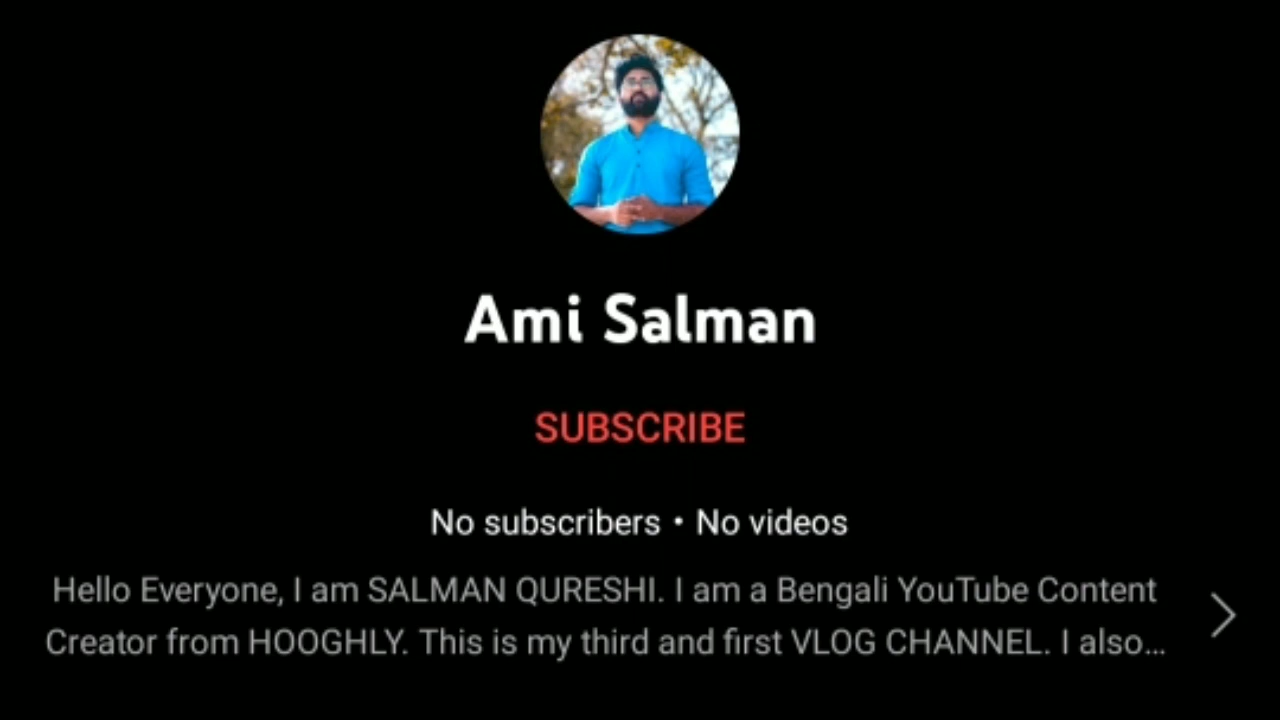 Ami Salman
SUBSCRIBE
No subscribers • No videos
Hello Everyone, I am SALMAN QURESHI. I am a Bengali YouTube Content
Creator from HOOGHLY. This is my third and first VLOG CHANNEL. I also...